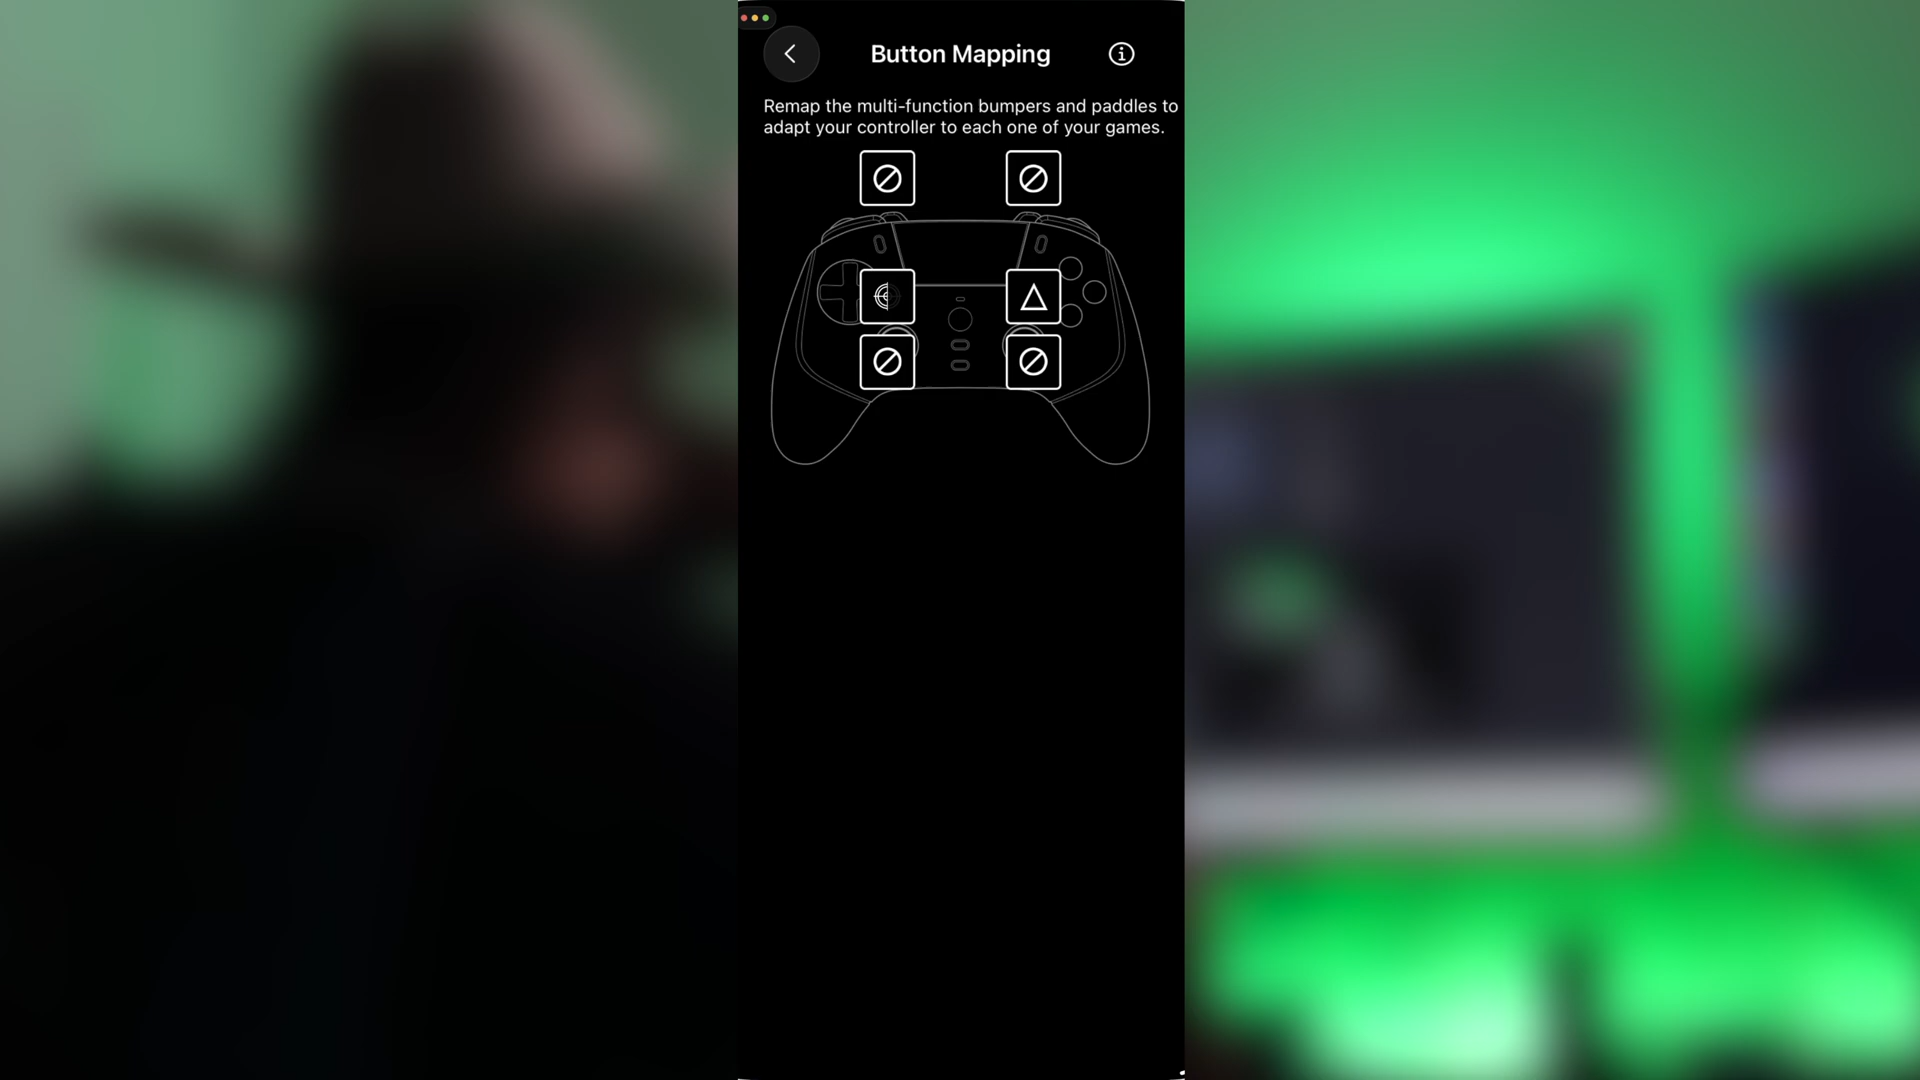 Button Mapping
Remap the multi-function bumpers and paddles to
adapt your controller to each one of your games.